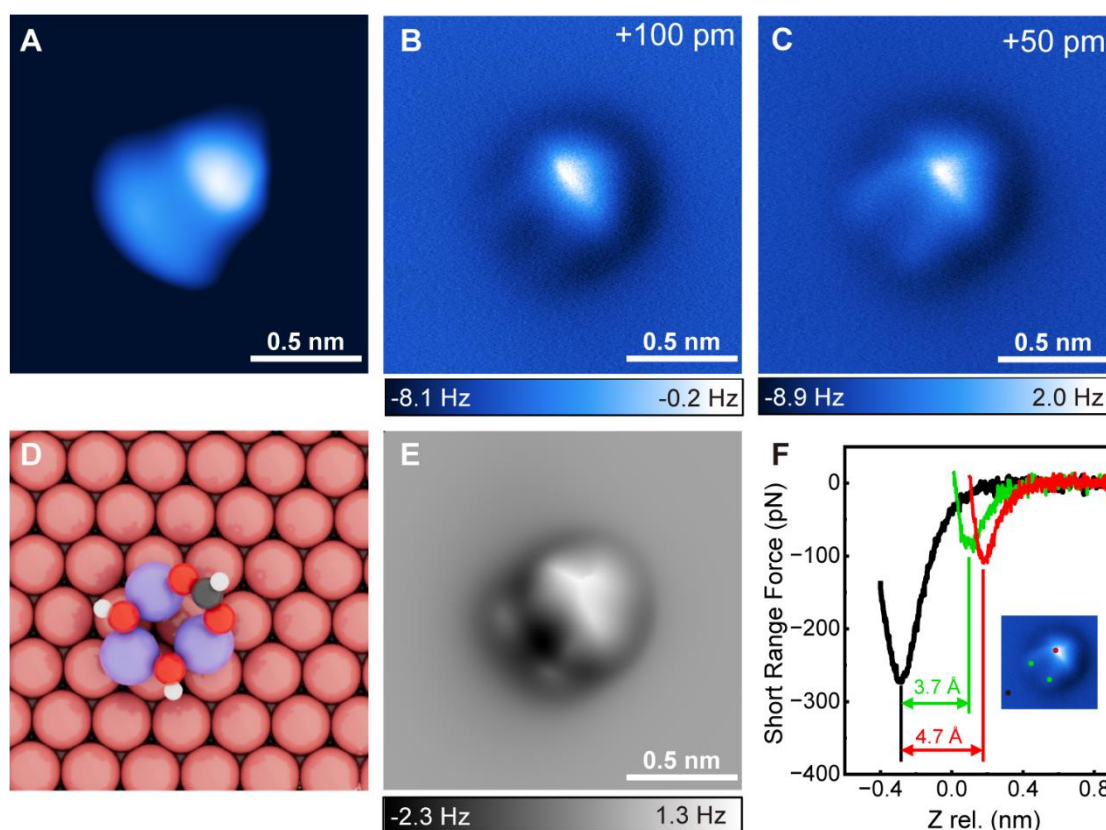 A
0.5 nm
B
+100 pm
0.5 nm
-8.1 Hz
-0.2 Hz
C
+50 pm
0.5 nm
-8.9 Hz
2.0 Hz
D
E
0.5 nm
-2.3 Hz
1.3 Hz
F
Short Range Force (pN)
0
−100
−200
−300
−400
3.7 Å
4.7 Å
−0.4
0.0
0.4
0.8
Z rel. (nm)